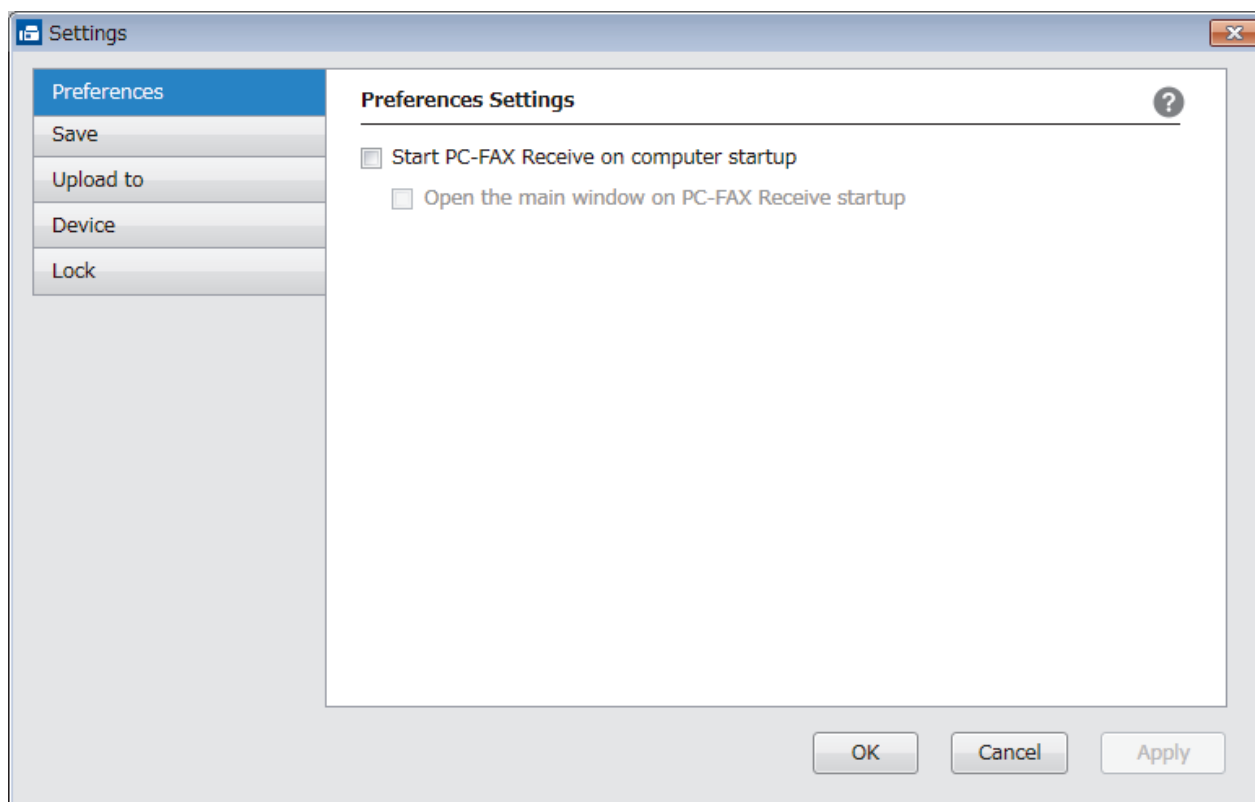 Settings
Preferences
Save
Upload to
Device
Lock
Preferences Settings
?
Start PC-FAX Receive on computer startup
Open the main window on PC-FAX Receive startup
OK
Cancel
Apply